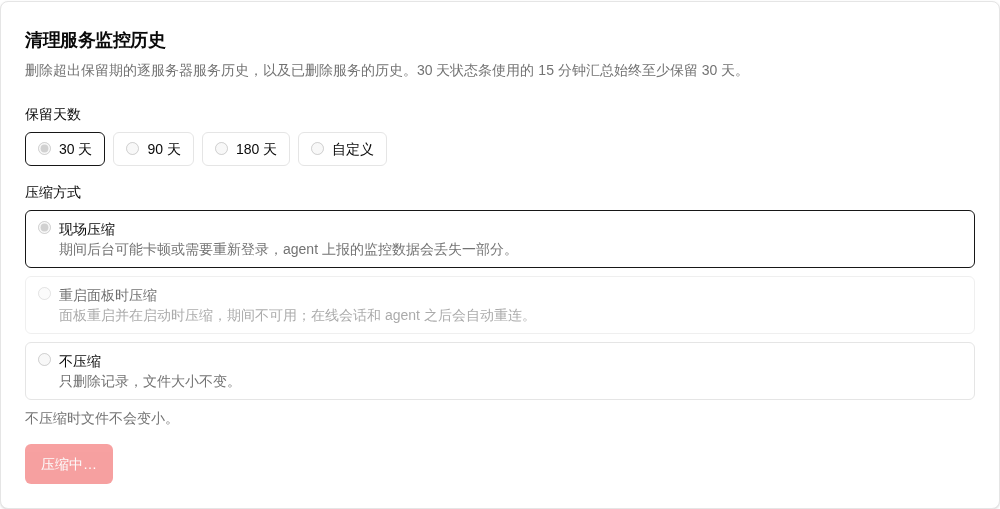 清理服务监控历史
删除超出保留期的逐服务器服务历史，以及已删除服务的历史。30 天状态条使用的 15 分钟汇总始终至少保留 30 天。
保留天数
30 天
90 天
180 天
自定义
压缩方式
现场压缩
期间后台可能卡顿或需要重新登录，agent 上报的监控数据会丢失一部分。
重启面板时压缩
面板重启并在启动时压缩，期间不可用；在线会话和 agent 之后会自动重连。
不压缩
只删除记录，文件大小不变。
不压缩时文件不会变小。
压缩中…